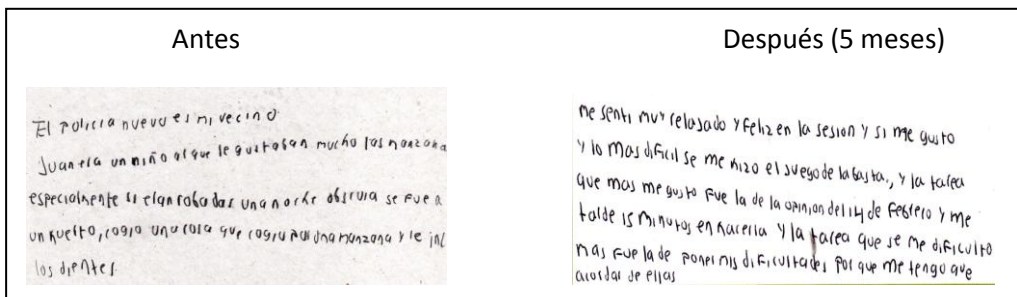 Antes
El policia nuevo es mi vecino
Juan era un niño al que le gustaban mucho las manzana
especialmente si eran robadas una noche obscura se fue a
un huerto, cogio una cosa que cogio por una manzana y le inc
los dientes
Después (5 meses)
me senti muy relajado y feliz en la sesion y si me gusto
y lo mas dificil se me hizo el juego de la basta, y la tarea
que mas me gusto fue la de la opinion del 14 de febrero y me
tarde 15 minutos en hacerla y la tarea que se me dificulto
mas fue la de poner mis dificultades por que me tengo que
acordar de ellas